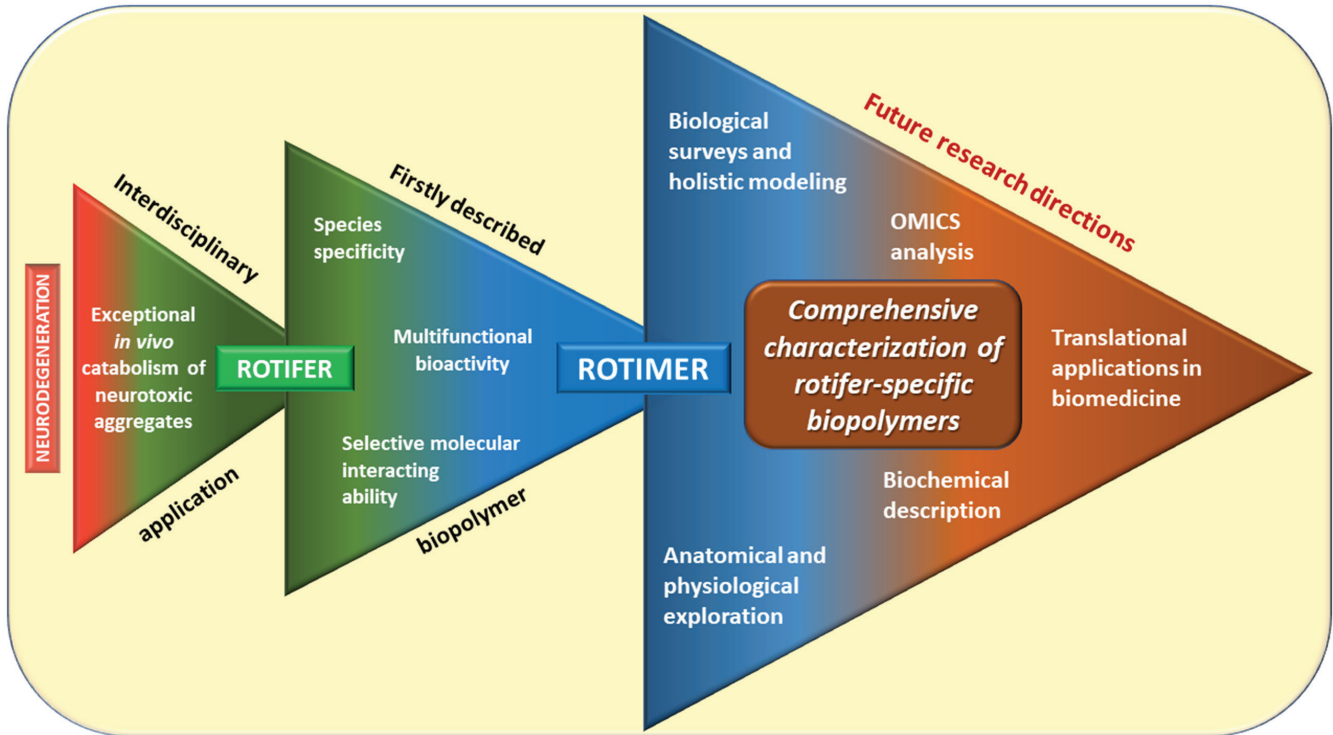 NEURODEGENERATION
Interdisciplinary
application
Exceptional
in vivo
catabolism of
neurotoxic
aggregates
ROTIFER
Firstly described
biopolymer
Species
specificity
Multifunctional
bioactivity
Selective molecular
interacting
ability
ROTIMER
Future research directions
Biological
surveys and
holistic modeling
OMICS
analysis
Comprehensive
characterization of
rotifer-specific
biopolymers
Translational
applications in
biomedicine
Biochemical
description
Anatomical and
physiological
exploration